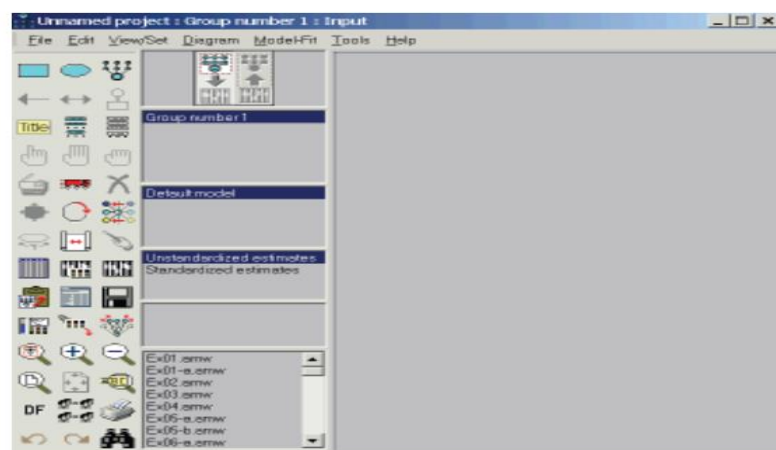 Unnamed project : Group number 1 : Input
File Edit View/Set Diagram Model-Fit Tools Help
Title
Group number 1
Default model
Unstandardized estimates
Standardized estimates
Ex01.amw
Ex01-a.amw
Ex02.amw
Ex03.amw
Ex04.amw
Ex05-a.amw
Ex05-b.amw
Ex06-a.amw
DF